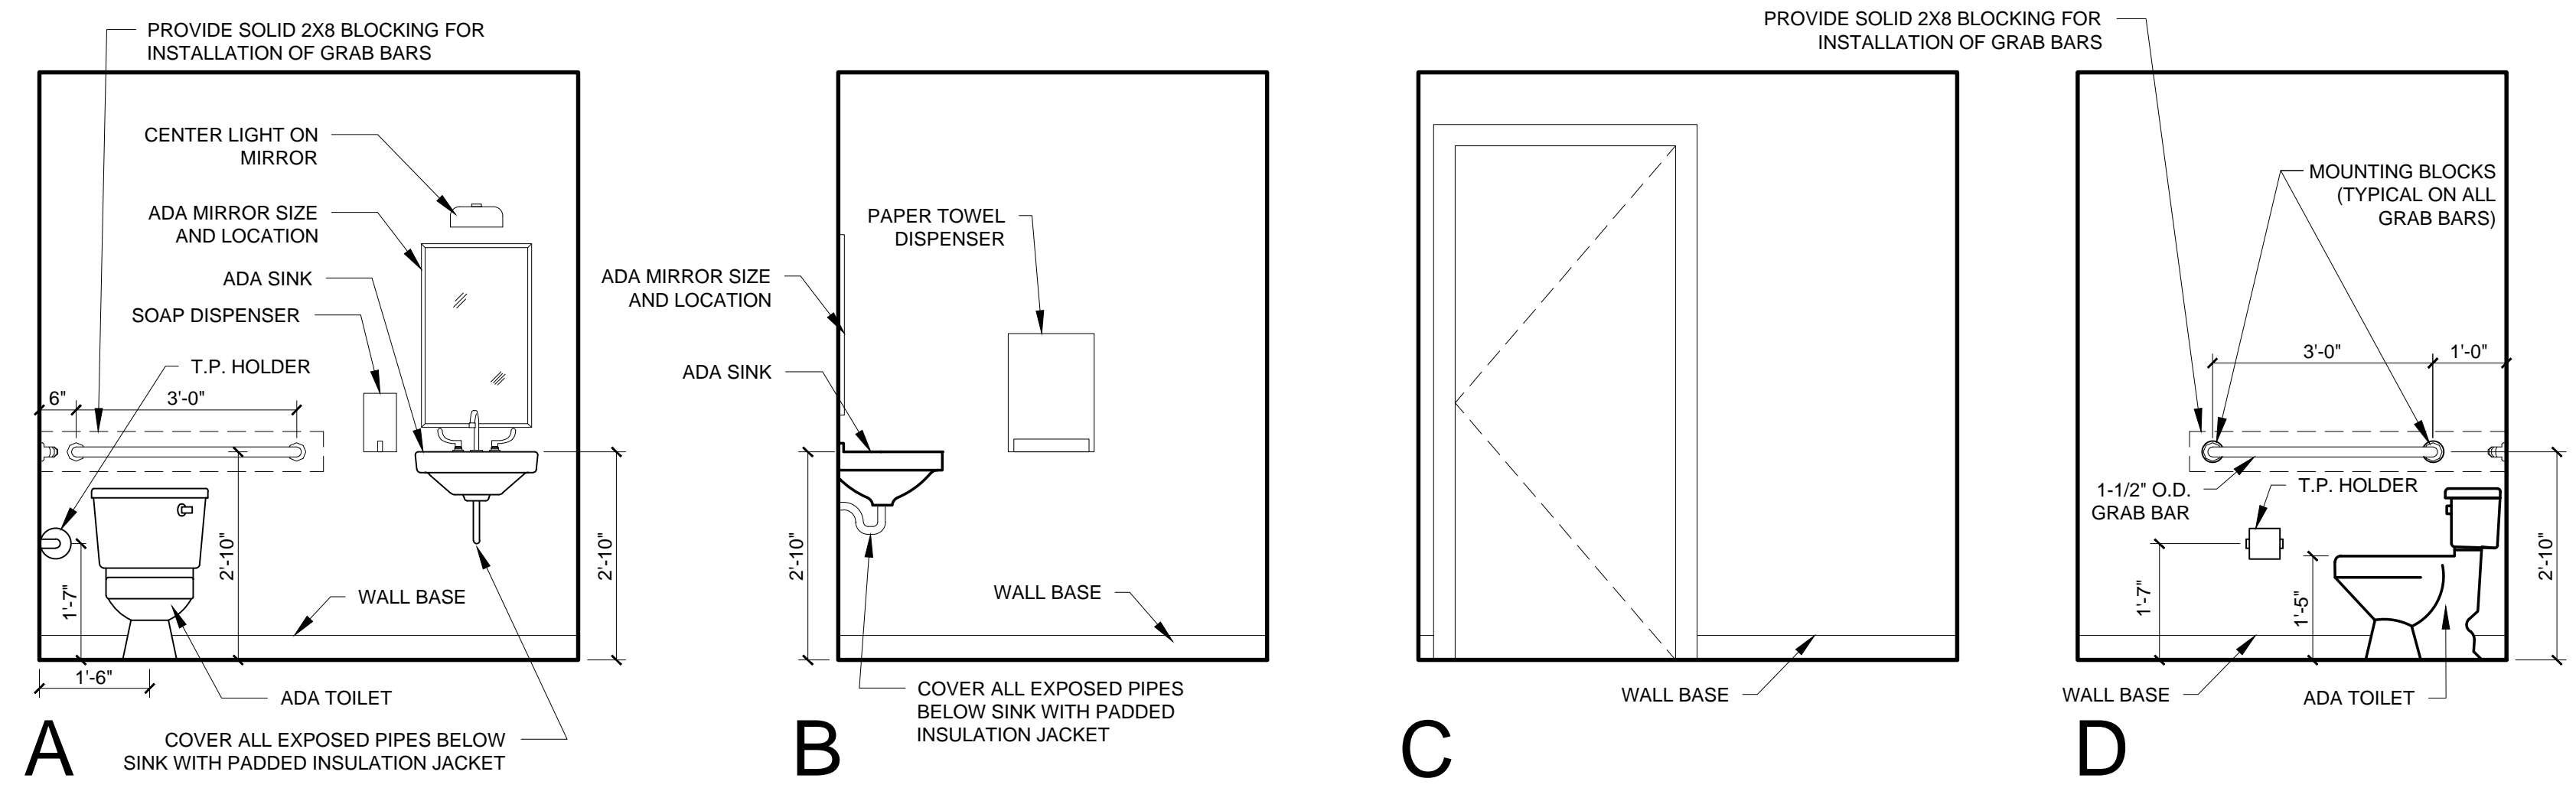 PROVIDE SOLID 2X8 BLOCKING FOR
INSTALLATION OF GRAB BARS
CENTER LIGHT ON
MIRROR
ADA MIRROR SIZE
AND LOCATION
ADA SINK
SOAP DISPENSER
T.P. HOLDER
6"
3'-0"
2'-10"
1'-7"
2'-10"
WALL BASE
1'-6"
ADA TOILET
COVER ALL EXPOSED PIPES BELOW
SINK WITH PADDED INSULATION JACKET
A
PAPER TOWEL
DISPENSER
ADA MIRROR SIZE
AND LOCATION
ADA SINK
2'-10"
WALL BASE
COVER ALL EXPOSED PIPES
BELOW SINK WITH PADDED
INSULATION JACKET
B
WALL BASE
C
PROVIDE SOLID 2X8 BLOCKING FOR
INSTALLATION OF GRAB BARS
MOUNTING BLOCKS
(TYPICAL ON ALL
GRAB BARS)
3'-0"
1'-0"
1-1/2" O.D.
GRAB BAR
T.P. HOLDER
1'-7"
1'-5"
2'-10"
WALL BASE
ADA TOILET
D